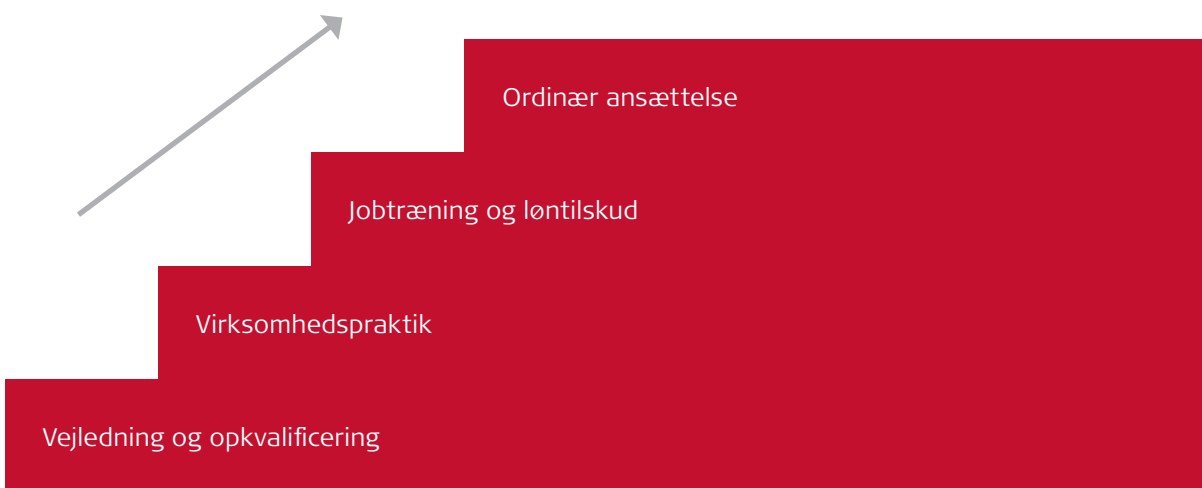 Ordinær ansættelse
Jobtræning og løntilskud
Virksomhedspraktik
Vejledning og opkvalificering